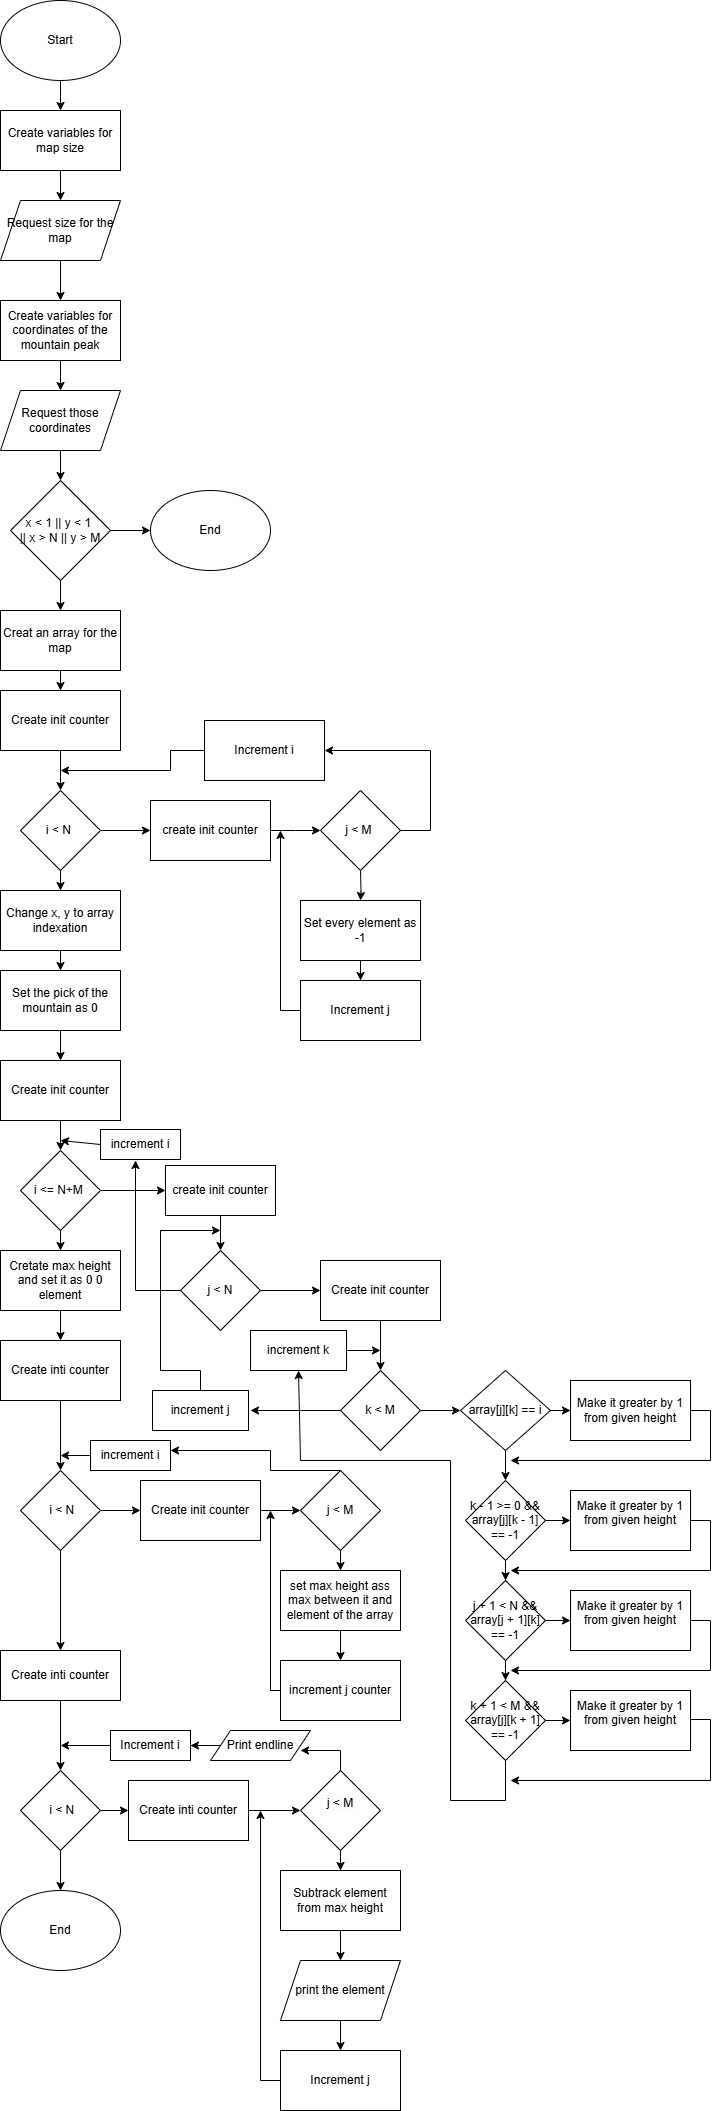 Start
Create variables for
map size
Request size for the
map
Create variables for
coordinates of the
mountain peak
Request those
coordinates
x < 1 || y < 1
|| x > N || y > M
End
Creat an array for the
map
Create init counter
Increment i
i < N
create init counter
j < M
Change x, y to array
indexation
Set every element as
-1
Set the pick of the
mountain as 0
Increment j
Create init counter
increment i
i <= N+M
create init counter
Cretate max height
and set it as 0 0
element
j < N
Create init counter
increment k
Create inti counter
increment j
k < M
array[j][k] == i
Make it greater by 1
from given height
increment i
i < N
Create init counter
j < M
k - 1 >= 0 &&
array[j][k - 1]
== -1
Make it greater by 1
from given height
set max height ass
max between it and
element of the array
j + 1 < N &&
array[j + 1][k]
== -1
Make it greater by 1
from given height
Create inti counter
increment j counter
k + 1 < M &&
array[j][k + 1]
== -1
Make it greater by 1
from given height
Increment i
Print endline
i < N
Create inti counter
j < M
Subtrack element
from max height
End
print the element
Increment j